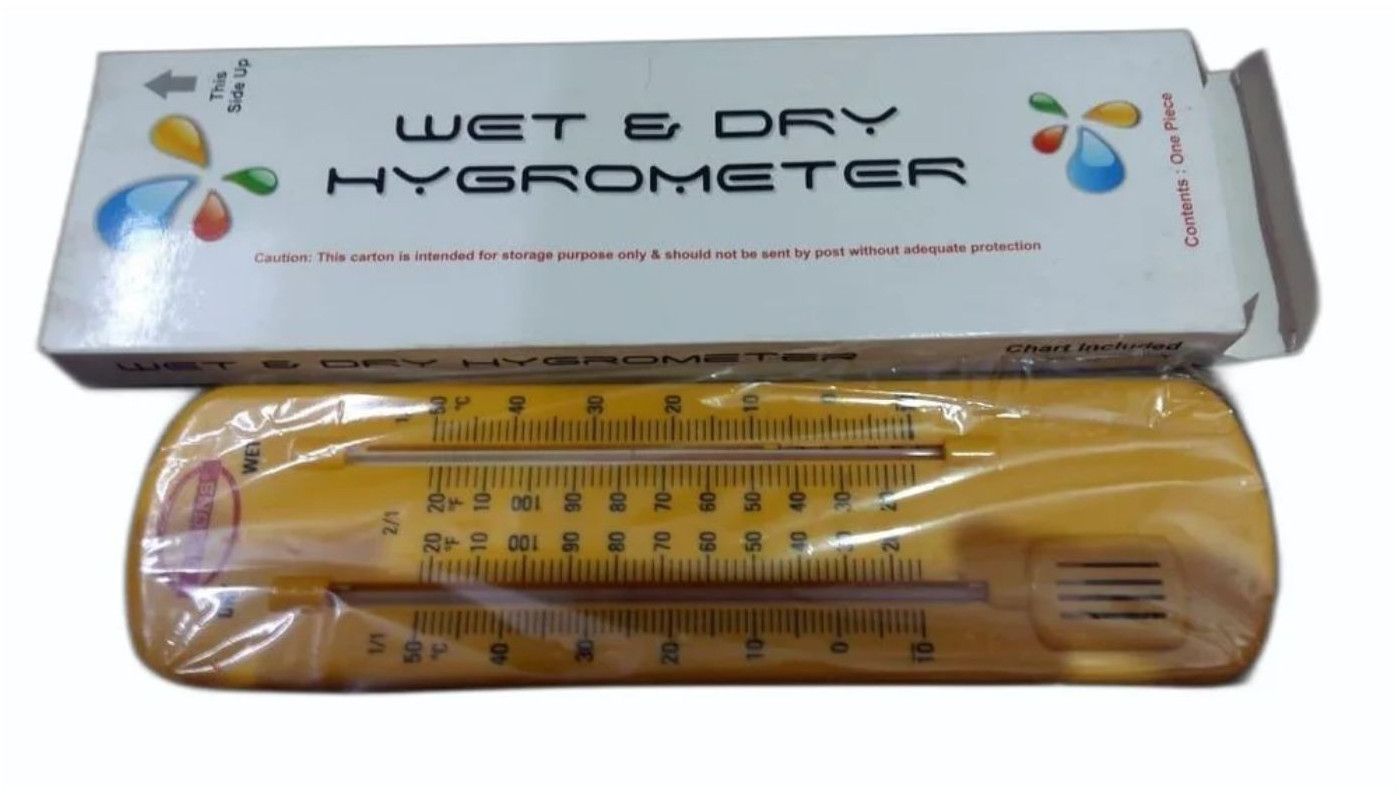 This
Side Up
WET & DRY
HYGROMETER
Caution: This carton is intended for storage purpose only & should not be sent by post without adequate protection
Contents : One Piece
WET & DRY HYGROMETER
Chart Included
°C 40 30 20 10 0
WET
20 °F 10 100 90 80 70 60 50 40 30 20
2/1
20 °F 10 100 90 80 70 60 50 40
1/1
50 °C 40 30 20 10 0 10